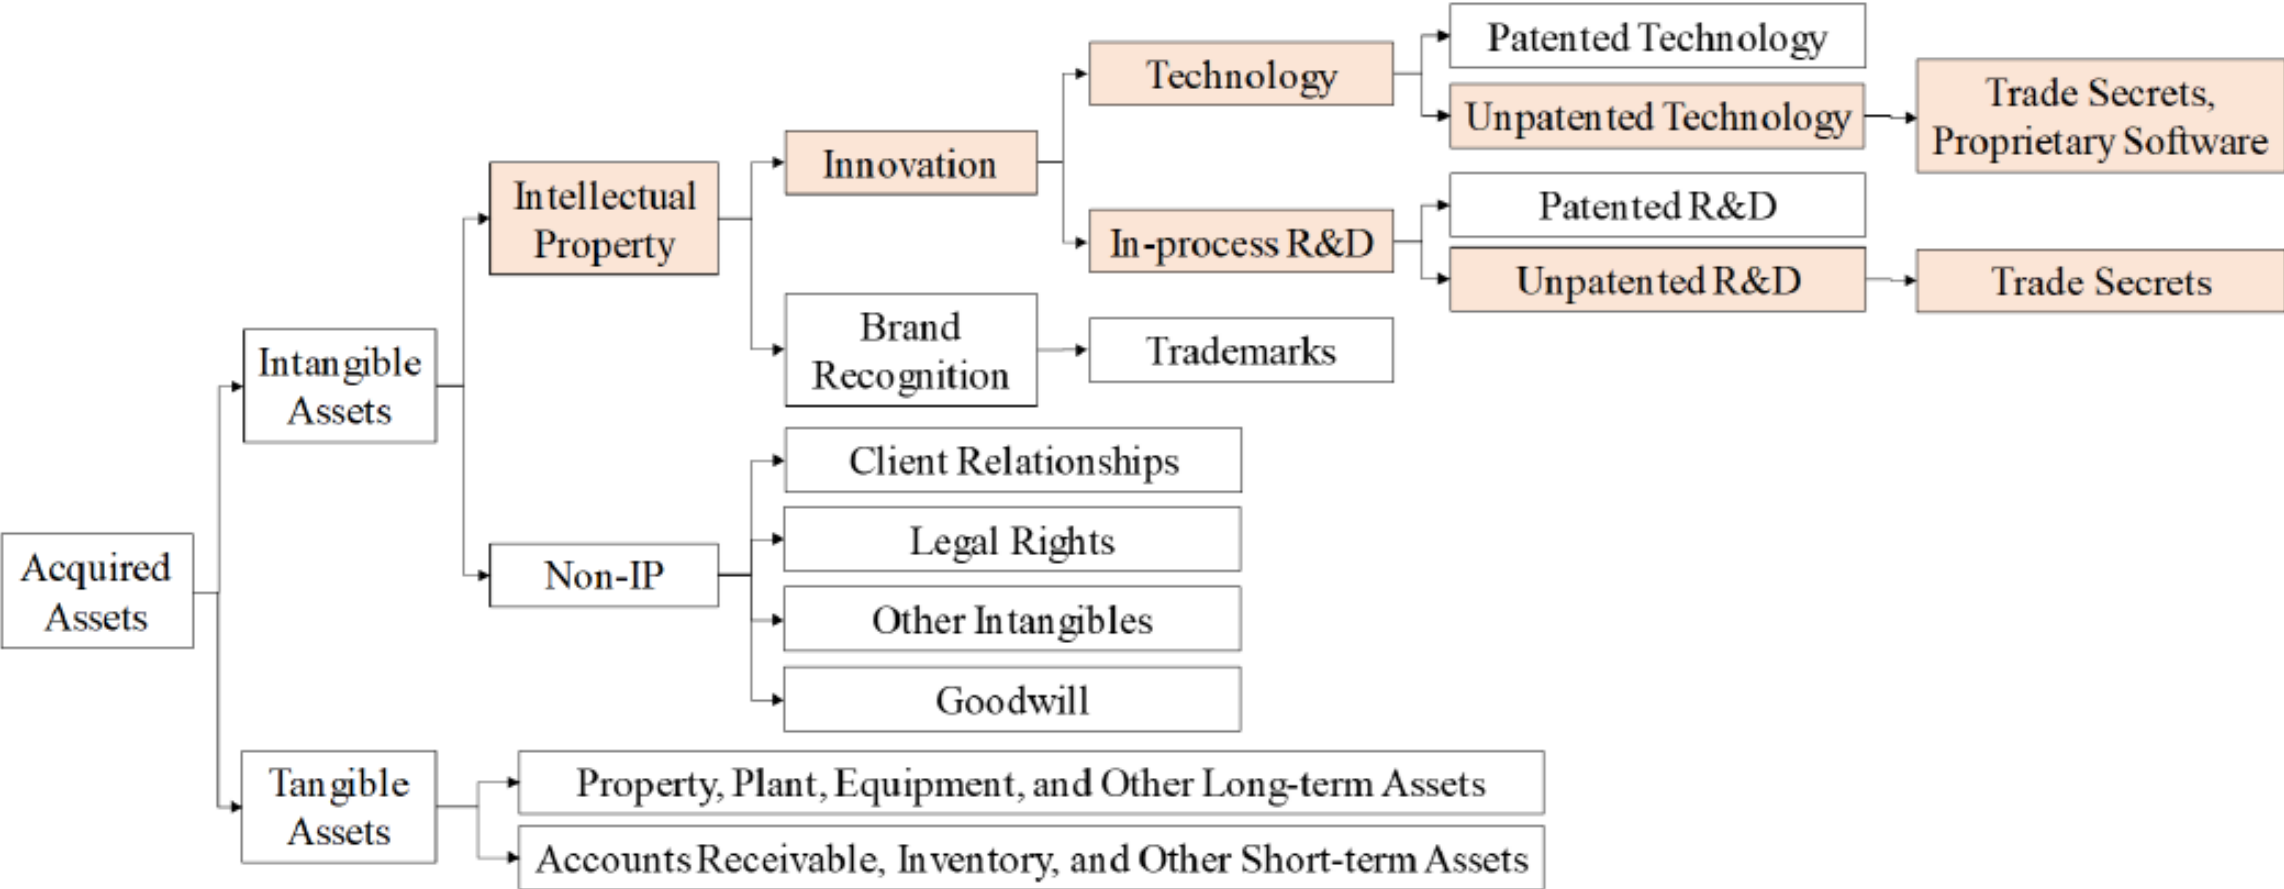 Acquired
Assets
Intangible
Assets
Intellectual
Property
Innovation
Technology
Patented Technology
Unpatented Technology
Trade Secrets,
Proprietary Software
In-process R&D
Patented R&D
Unpatented R&D
Trade Secrets
Brand
Recognition
Trademarks
Non-IP
Client Relationships
Legal Rights
Other Intangibles
Goodwill
Tangible
Assets
Property, Plant, Equipment, and Other Long-term Assets
Accounts Receivable, Inventory, and Other Short-term Assets